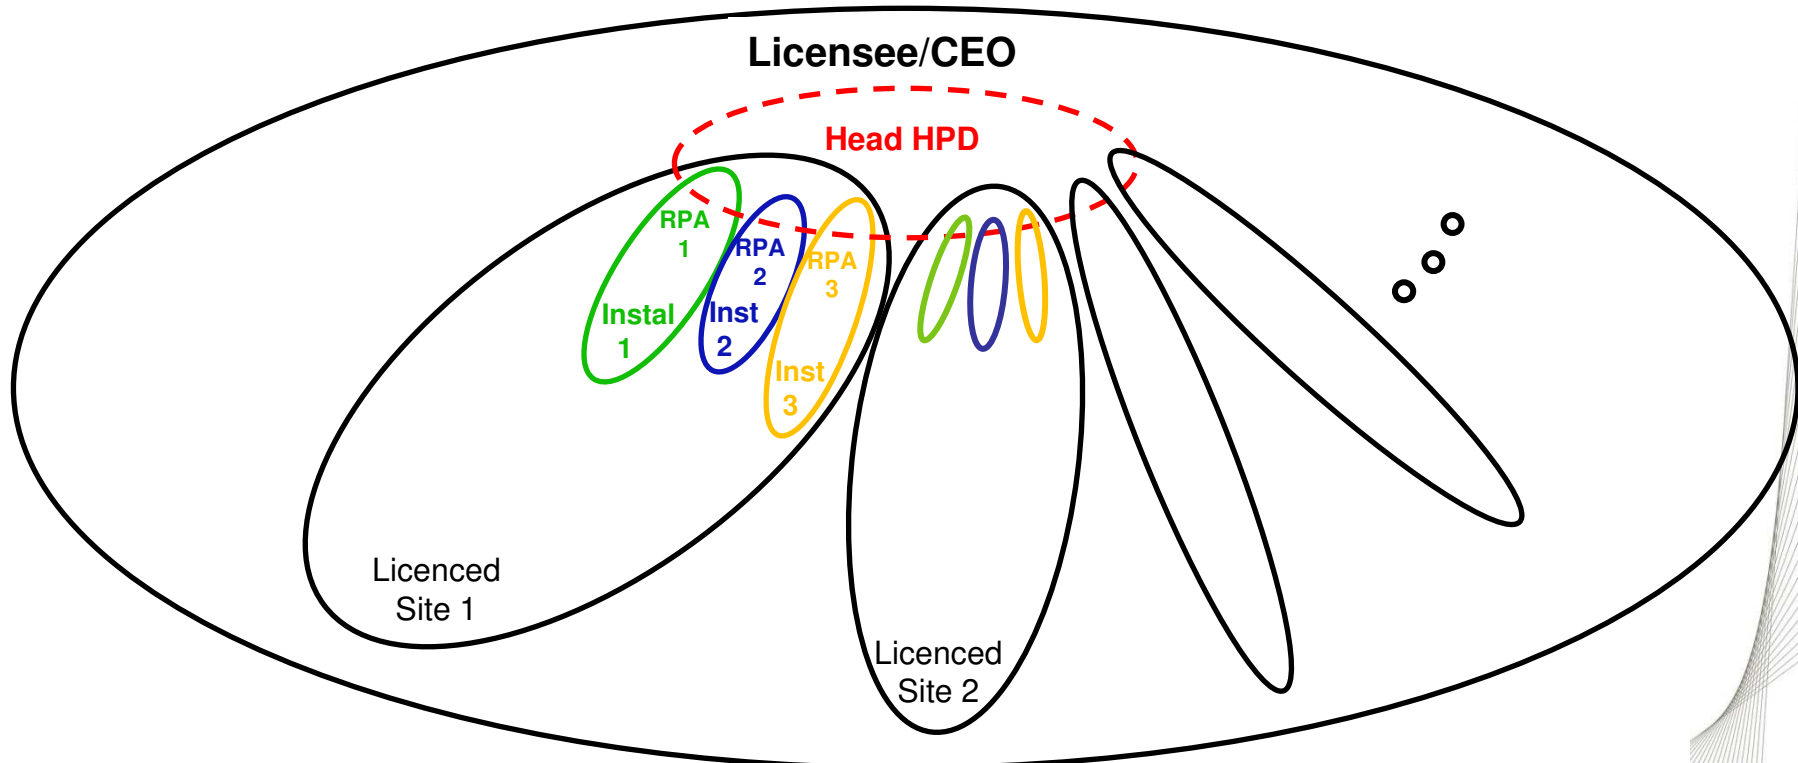 Licensee/CEO
Head HPD
RPA
1
Instal
1
RPA
2
Inst
2
RPA
3
Inst
3
Licenced
Site 1
Licenced
Site 2